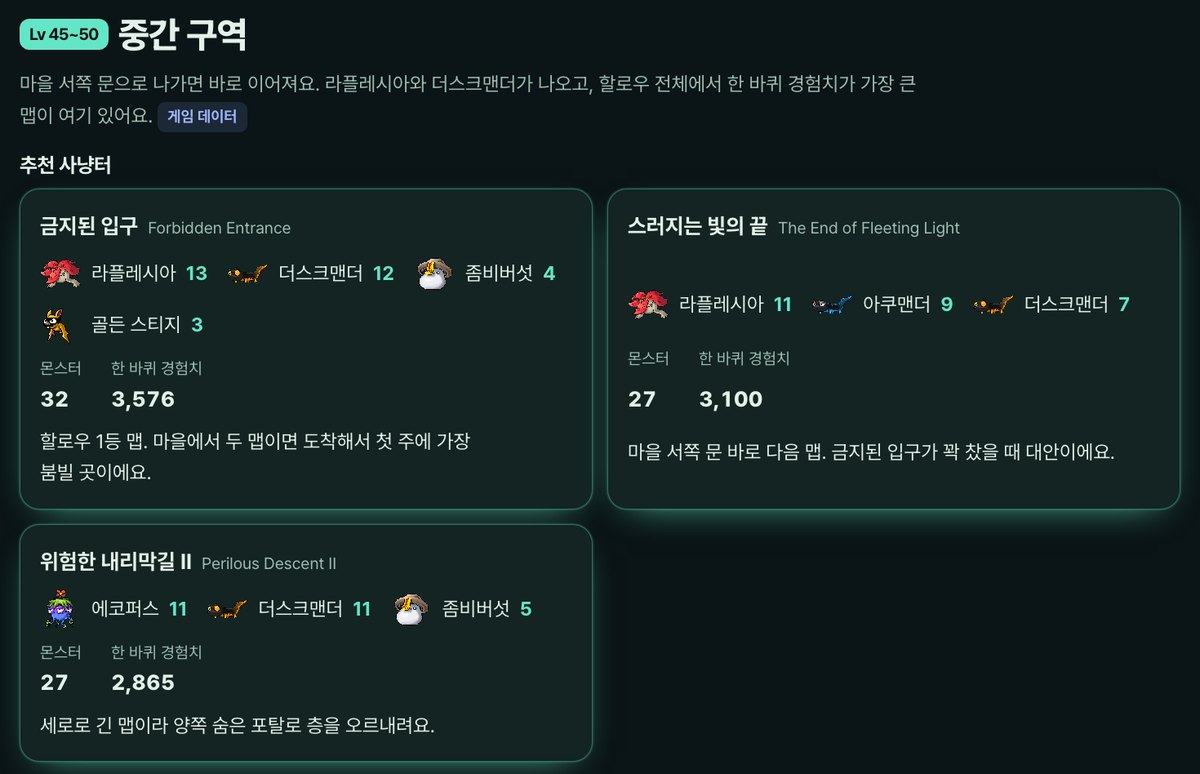 Lv 45~50 중간 구역
마을 서쪽 문으로 나가면 바로 이어져요. 라플레시아와 더스크맨더가 나오고, 할로우 전체에서 한 바퀴 경험치가 가장 큰
맵이 여기 있어요. 게임 데이터
추천 사냥터
금지된 입구 Forbidden Entrance
라플레시아 13 더스크맨더 12 좀비버섯 4
골든 스티지 3
몬스터 한 바퀴 경험치
32 3,576
할로우 1등 맵. 마을에서 두 맵이면 도착해서 첫 주에 가장
붐빌 곳이에요.
스러지는 빛의 끝 The End of Fleeting Light
라플레시아 11 아쿠맨더 9 더스크맨더 7
몬스터 한 바퀴 경험치
27 3,100
마을 서쪽 문 바로 다음 맵. 금지된 입구가 꽉 찼을 때 대안이에요.
위험한 내리막길 II Perilous Descent II
에코퍼스 11 더스크맨더 11 좀비버섯 5
몬스터 한 바퀴 경험치
27 2,865
세로로 긴 맵이라 양쪽 숨은 포탈로 층을 오르내려요.